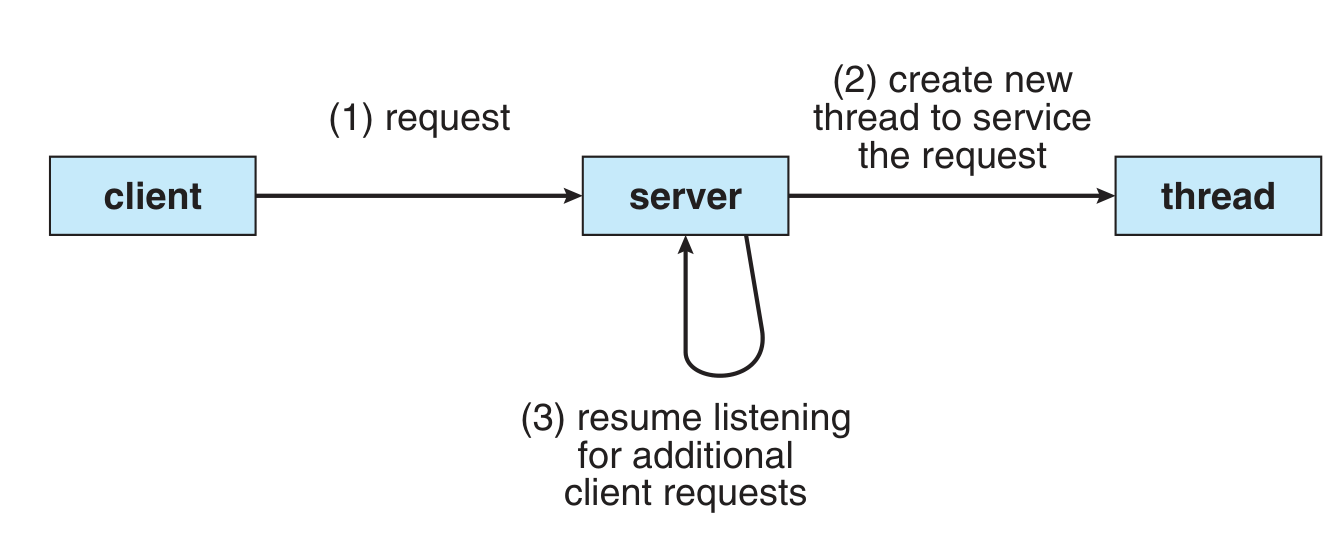 (1) request
(2) create new
thread to service
the request
client
server
thread
(3) resume listening
for additional
client requests